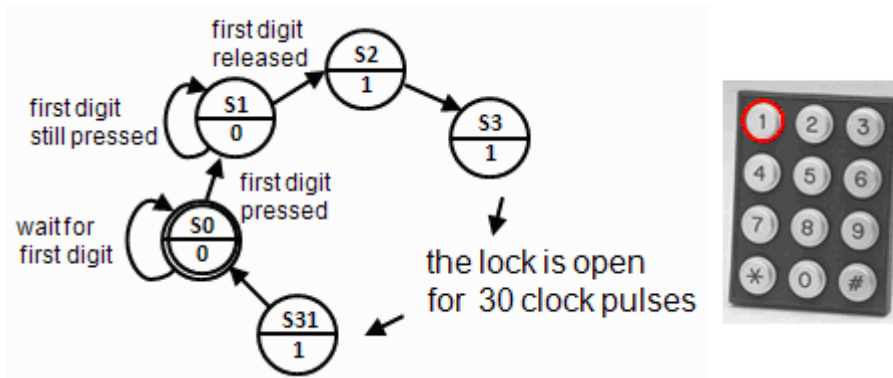 first digit
released
S2
1
first digit
still pressed
S1
0
S3
1
first digit
pressed
wait for
first digit
S0
0
the lock is open
for 30 clock pulses
S31
1
1 2 3
4 5 6
7 8 9
* 0 #